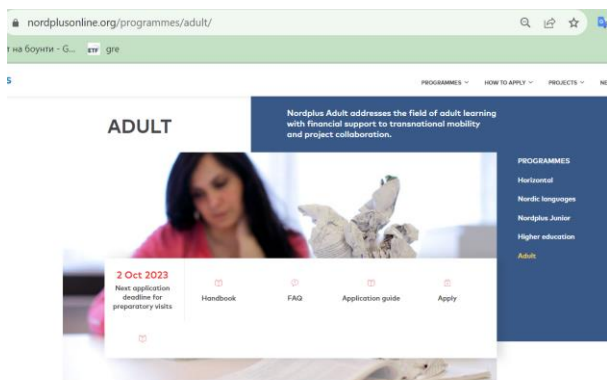 nordplusonline.org/programmes/adult/
т на боунти - G... ETF gre
S
PROGRAMMES HOW TO APPLY PROJECTS NE
ADULT
Nordplus Adult addresses the field of adult learning
with financial support to transnational mobility
and project collaboration.
PROGRAMMES
Horizontal
Nordic languages
Nordplus Junior
Higher education
Adult
2 Oct 2023
Next application
deadline for
preparatory visits
Handbook
FAQ
Application guide
Apply